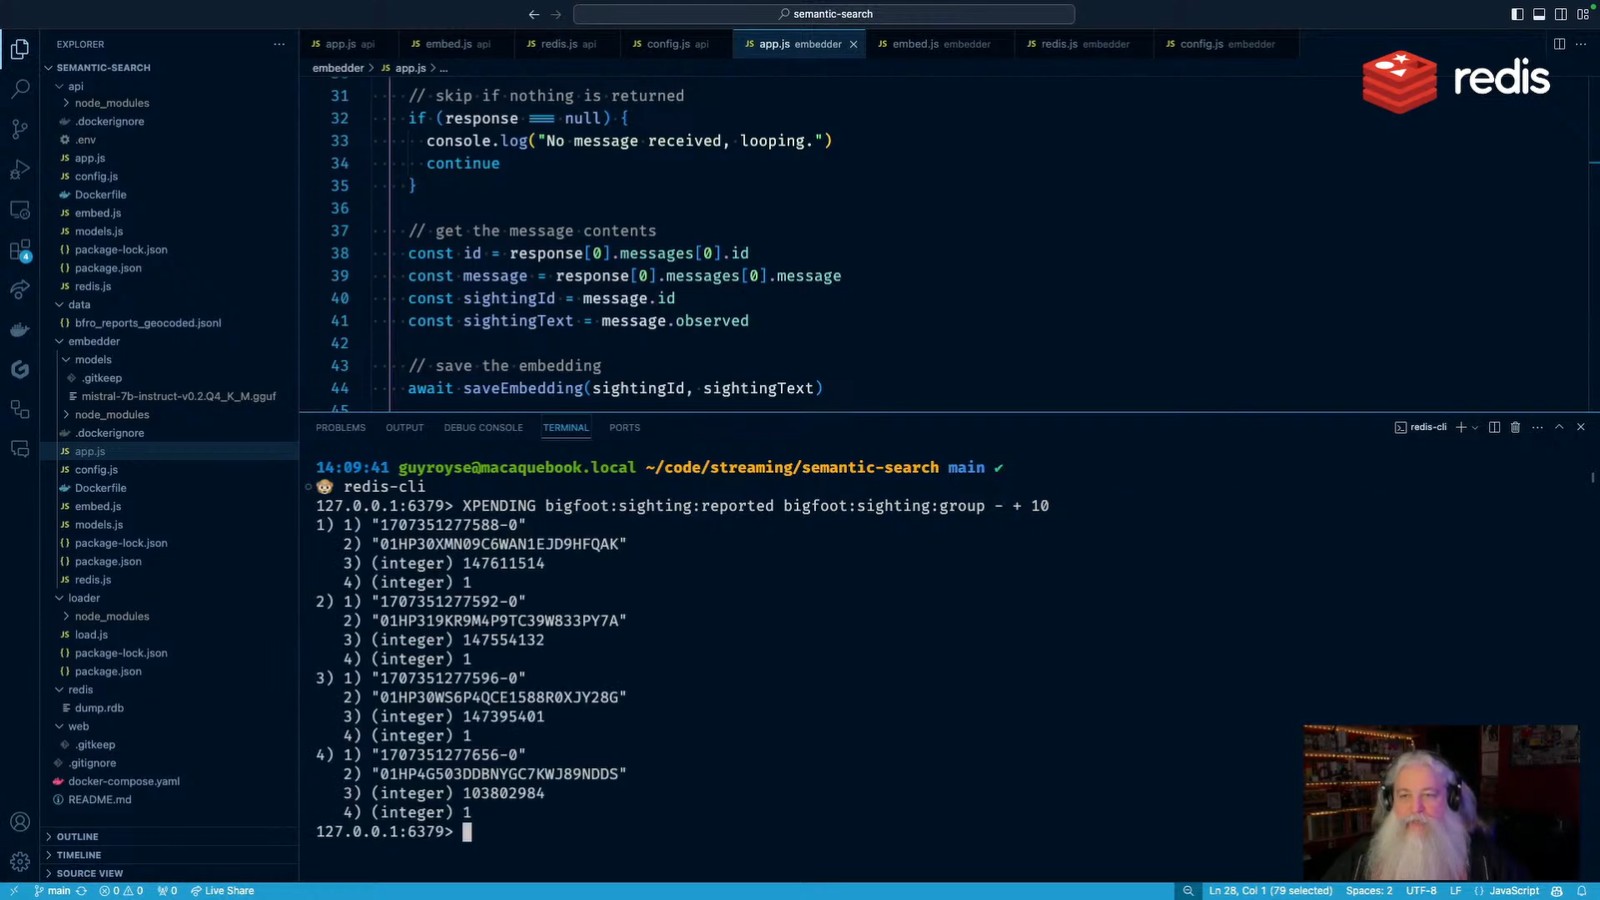 semantic-search
EXPLORER
SEMANTIC-SEARCH
api
node_modules
.dockerignore
.env
app.js
config.js
Dockerfile
embed.js
models.js
package-lock.json
package.json
redis.js
data
bfro_reports_geocoded.jsonl
embedder
models
.gitkeep
mistral-7b-instruct-v0.2.Q4_K_M.gguf
node_modules
.dockerignore
app.js
config.js
Dockerfile
embed.js
models.js
package-lock.json
package.json
redis.js
loader
node_modules
load.js
package-lock.json
package.json
redis
dump.rdb
web
.gitkeep
.gitignore
docker-compose.yaml
README.md
OUTLINE
TIMELINE
SOURCE VIEW
4
app.js api
embed.js api
redis.js api
config.js api
app.js embedder
embed.js embedder
redis.js embedder
config.js embedder
redis
embedder > app.js > ...
31 // skip if nothing is returned
32 if (response === null) {
33 console.log("No message received, looping.")
34 continue
35 }
36
37 // get the message contents
38 const id = response[0].messages[0].id
39 const message = response[0].messages[0].message
40 const sightingId = message.id
41 const sightingText = message.observed
42
43 // save the embedding
44 await saveEmbedding(sightingId, sightingText)
45
PROBLEMS OUTPUT DEBUG CONSOLE TERMINAL PORTS
redis-cli
14:09:41 guyroyse@macaquebook.local ~/code/streaming/semantic-search main ✔
🐵 redis-cli
127.0.0.1:6379> XPENDING bigfoot:sighting:reported bigfoot:sighting:group - + 10
1) 1) "1707351277588-0"
2) "01HP30XMN09C6WAN1EJD9HFQAK"
3) (integer) 147611514
4) (integer) 1
2) 1) "1707351277592-0"
2) "01HP319KR9M4P9TC39W833PY7A"
3) (integer) 147554132
4) (integer) 1
3) 1) "1707351277596-0"
2) "01HP30WS6P4QCE1588R0XJY28G"
3) (integer) 147395401
4) (integer) 1
4) 1) "1707351277656-0"
2) "01HP4G503DDBNYGC7KWJ89NDDS"
3) (integer) 103802984
4) (integer) 1
127.0.0.1:6379>
main 0 0 0 Live Share
Ln 28, Col 1 (79 selected) Spaces: 2 UTF-8 LF JavaScript